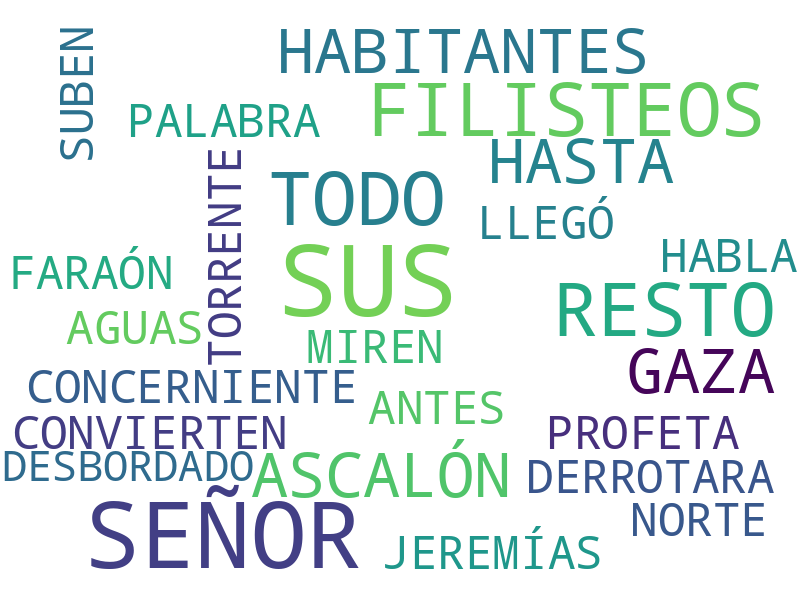 SUBEN
HABITANTES
PALABRA
FILISTEOS
HASTA
TORRENTE
TODO
LLEGÓ
HABLA
FARAÓN
SUS
RESTO
AGUAS
MIREN
GAZA
CONCERNIENTE
ANTES
CONVIERTEN
PROFETA
DESBORDADO
ASCALÓN
DERROTARA
SEÑOR
NORTE
JEREMÍAS